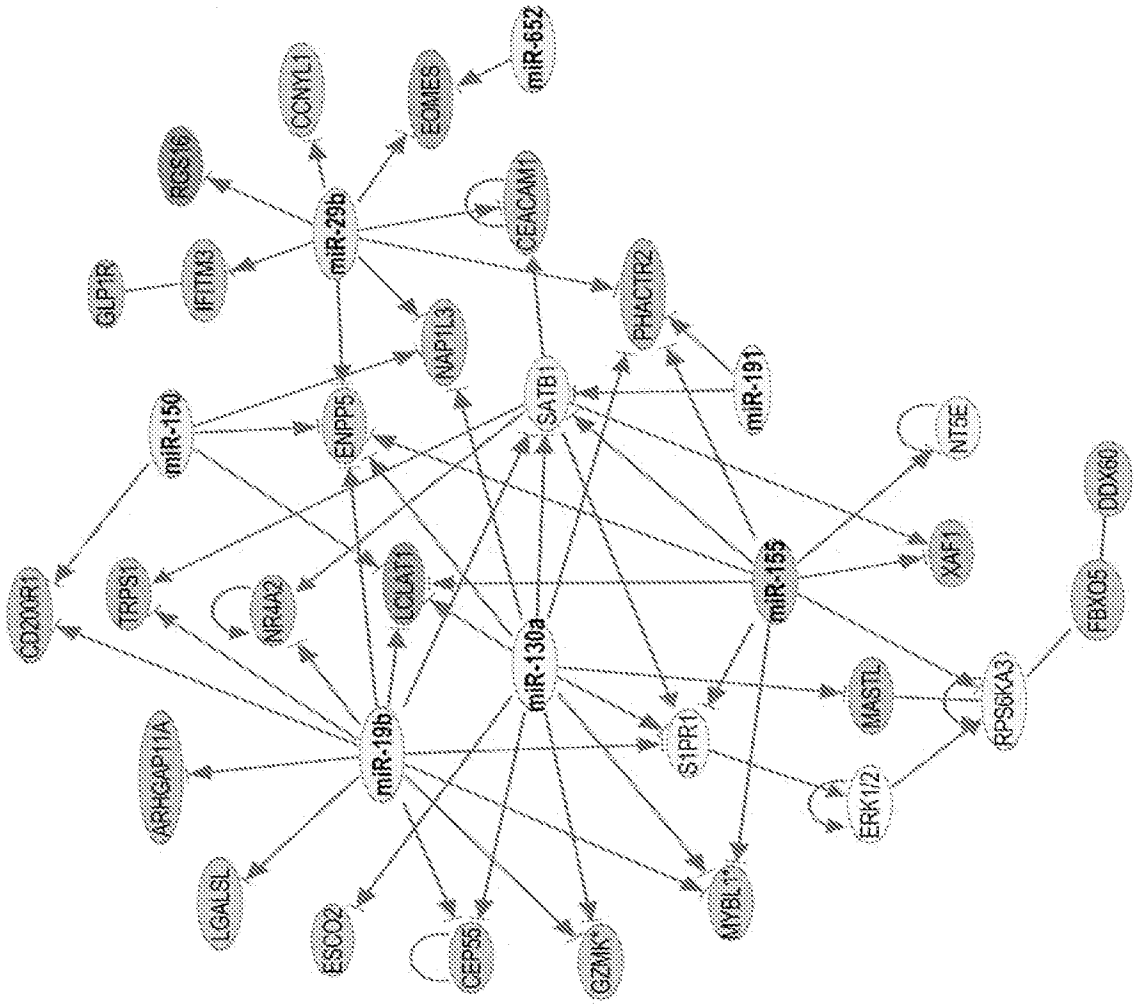 CD200R1
GLP1R
TRPS1
ARHGAP11A
miR-150
RGS16
IFITM3
LGALSL
NR4A2
CCNYL1
ESCO2
ENPP5
miR-29b
miR-19b
LCLAT1
EOMES
NAP1L3
CEP55
miR-130a
CEACAM1
miR-652
SATB1
GZMK*
PHACTR2
S1PR1
MYBL1*
miR-191
miR-155
ERK1/2
MASTL
XAF1
NT5E
RPS6KA3
FBXO5
DDX60